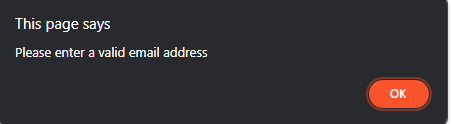 This page says
Please enter a valid email address
OK